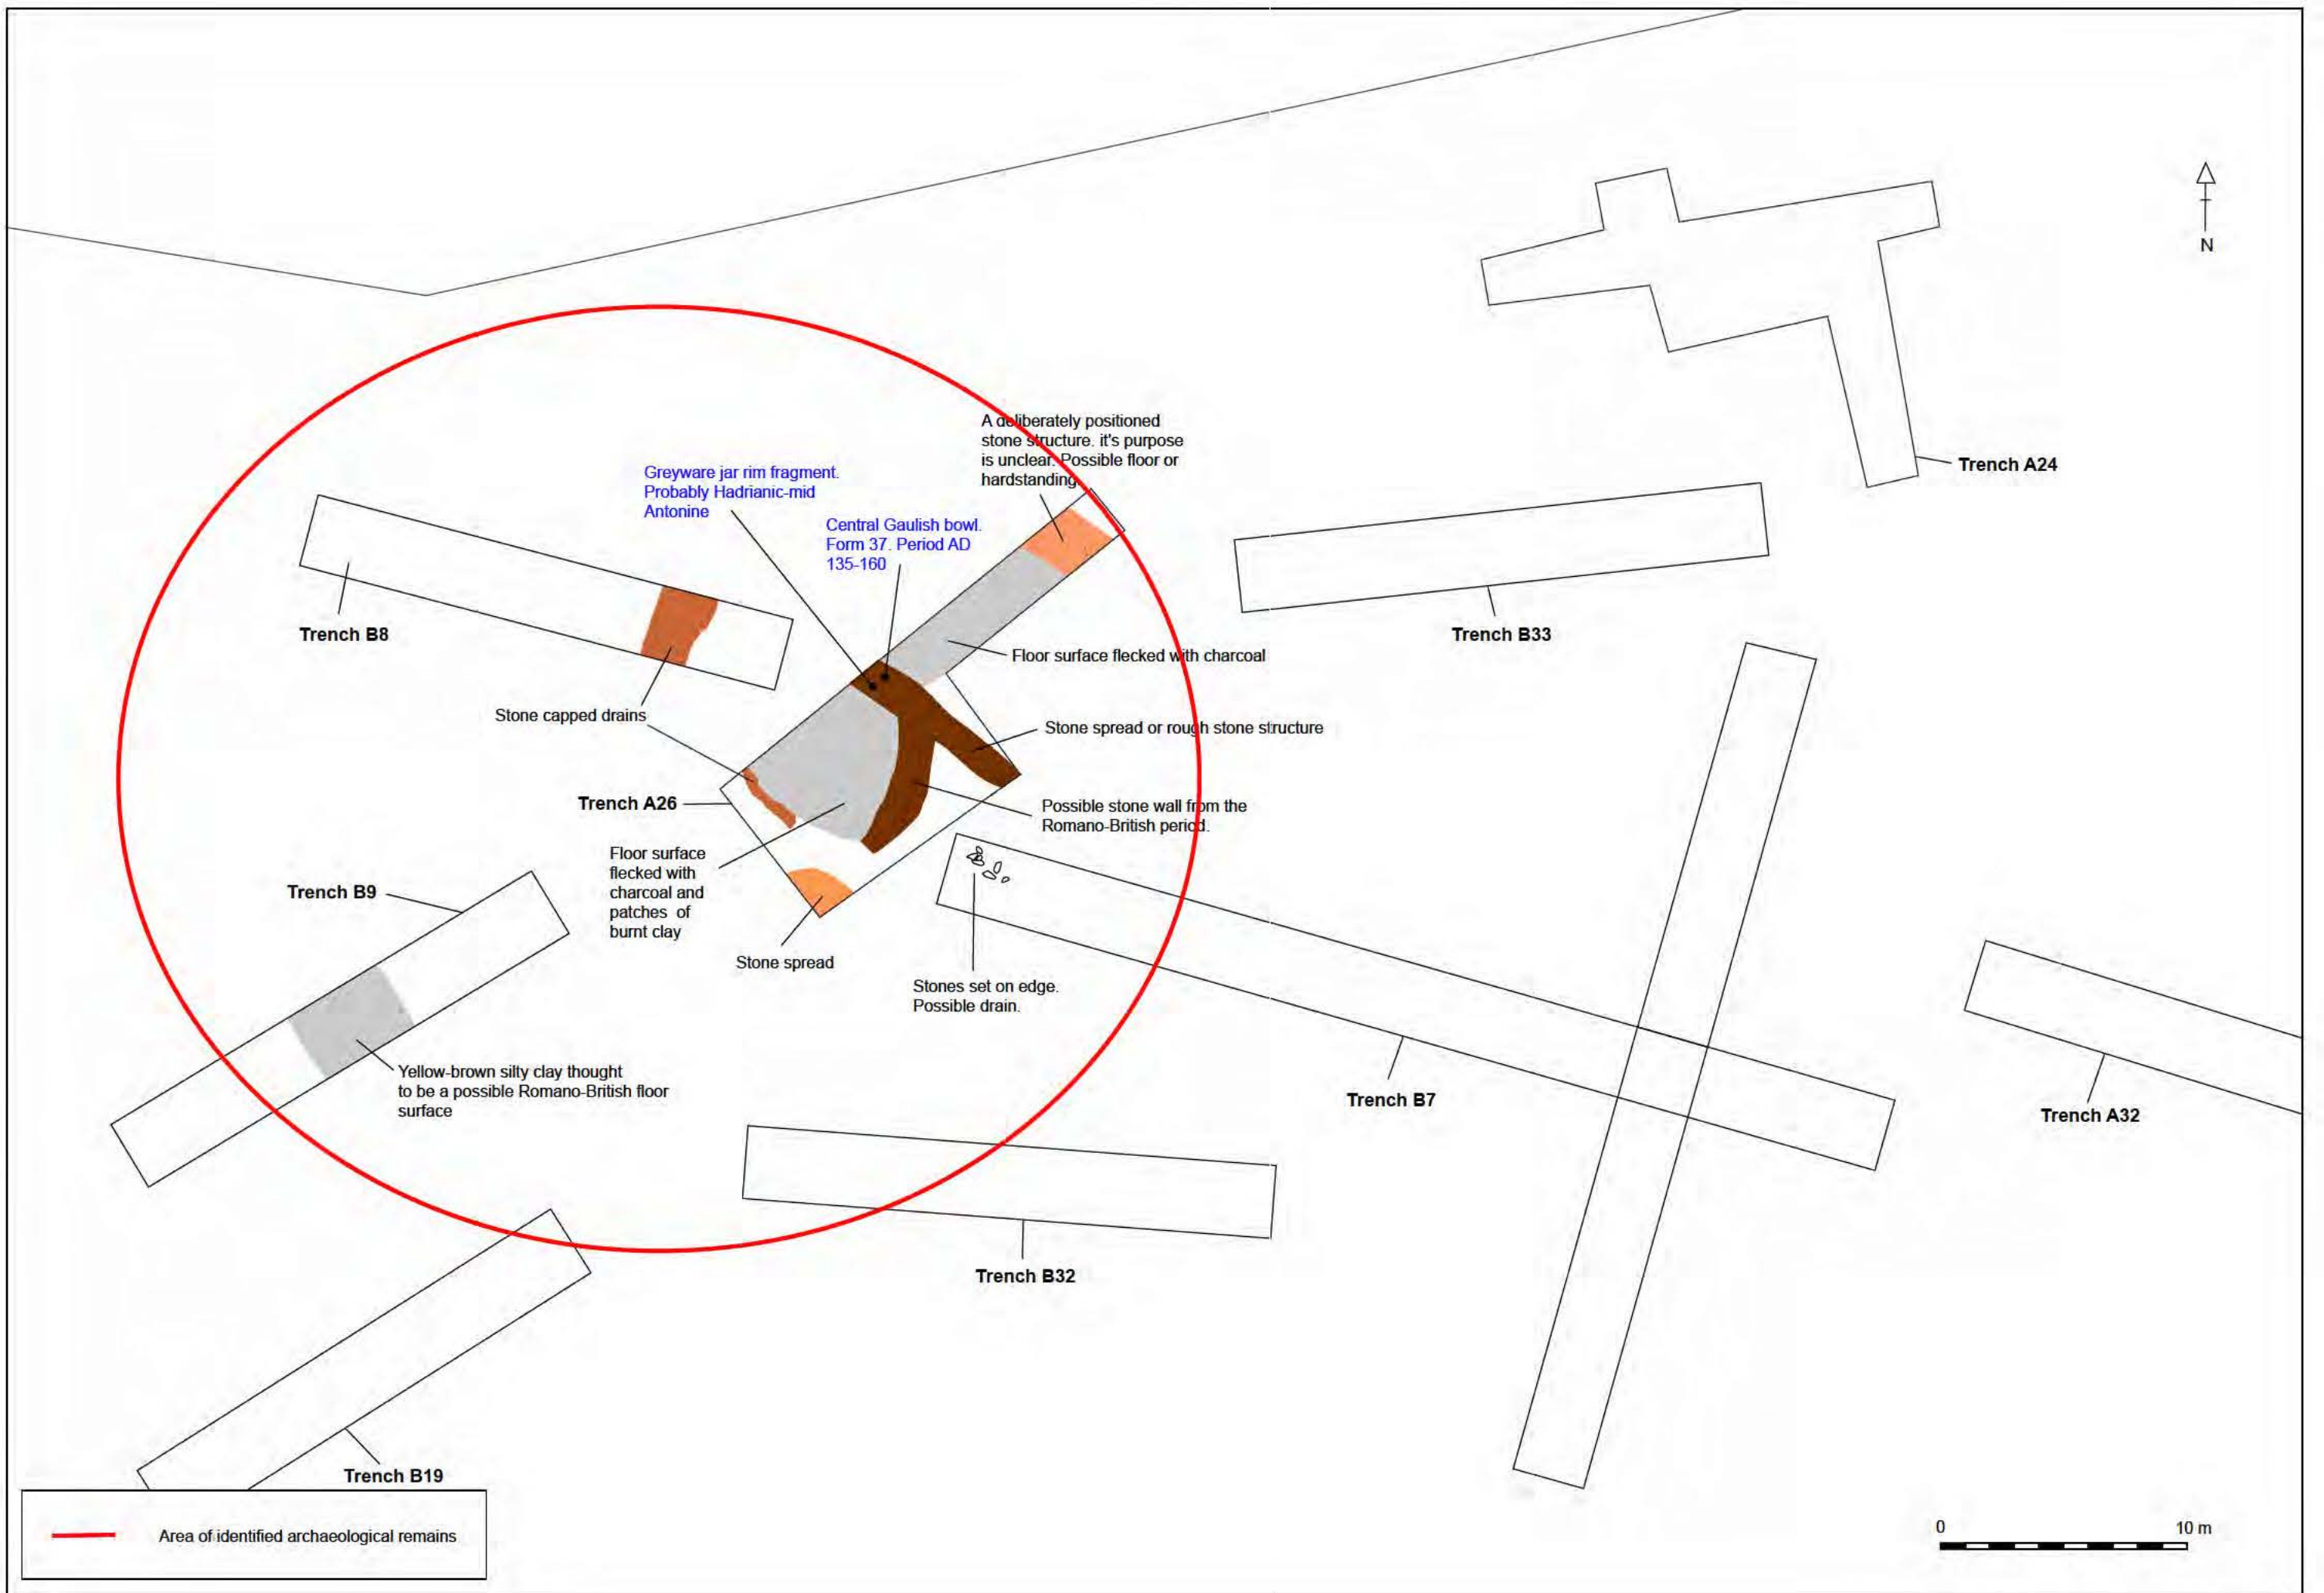 N
A deliberately positioned
stone structure. it's purpose
is unclear. Possible floor or
hardstanding
Trench A24
Greyware jar rim fragment.
Probably Hadrianic-mid
Antonine
Central Gaulish bowl.
Form 37. Period AD
135-160
Trench B8
Trench B33
Floor surface flecked with charcoal
Stone capped drains
Stone spread or rough stone structure
Trench A26
Possible stone wall from the
Romano-British period.
Floor surface
flecked with
charcoal and
patches of
burnt clay
Trench B9
Stone spread
Stones set on edge.
Possible drain.
Yellow-brown silty clay thought
to be a possible Romano-British floor
surface
Trench B7
Trench A32
Trench B32
Trench B19
Area of identified archaeological remains
0 10 m